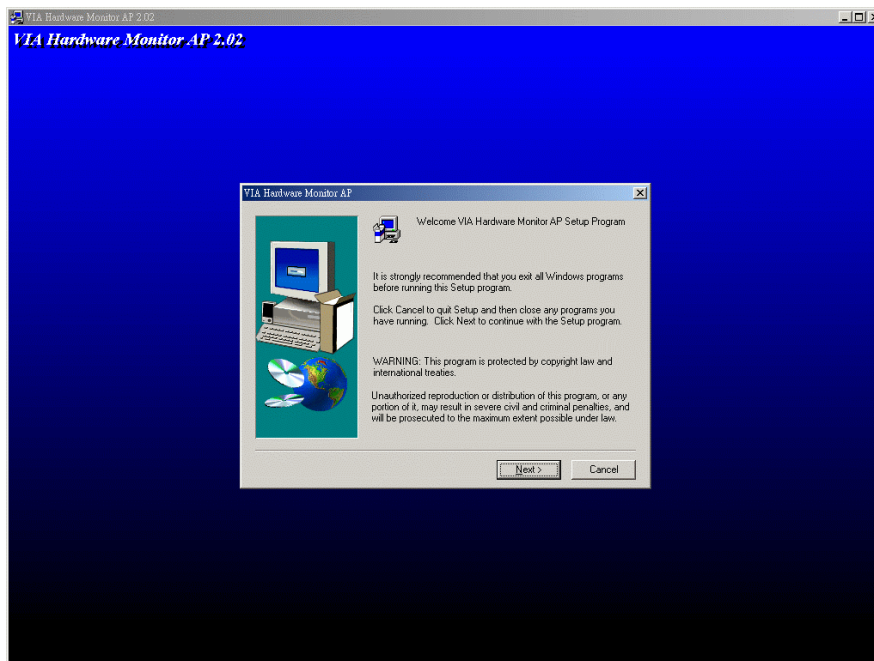 VIA Hardware Monitor AP 2.02
VIA Hardware Monitor AP 2.02
VIA Hardware Monitor AP
Welcome VIA Hardware Monitor AP Setup Program
It is strongly recommended that you exit all Windows programs
before running this Setup program.
Click Cancel to quit Setup and then close any programs you
have running. Click Next to continue with the Setup program.
WARNING: This program is protected by copyright law and
international treaties.
Unauthorized reproduction or distribution of this program, or any
portion of it, may result in severe civil and criminal penalties, and
will be prosecuted to the maximum extent possible under law.
Next >
Cancel